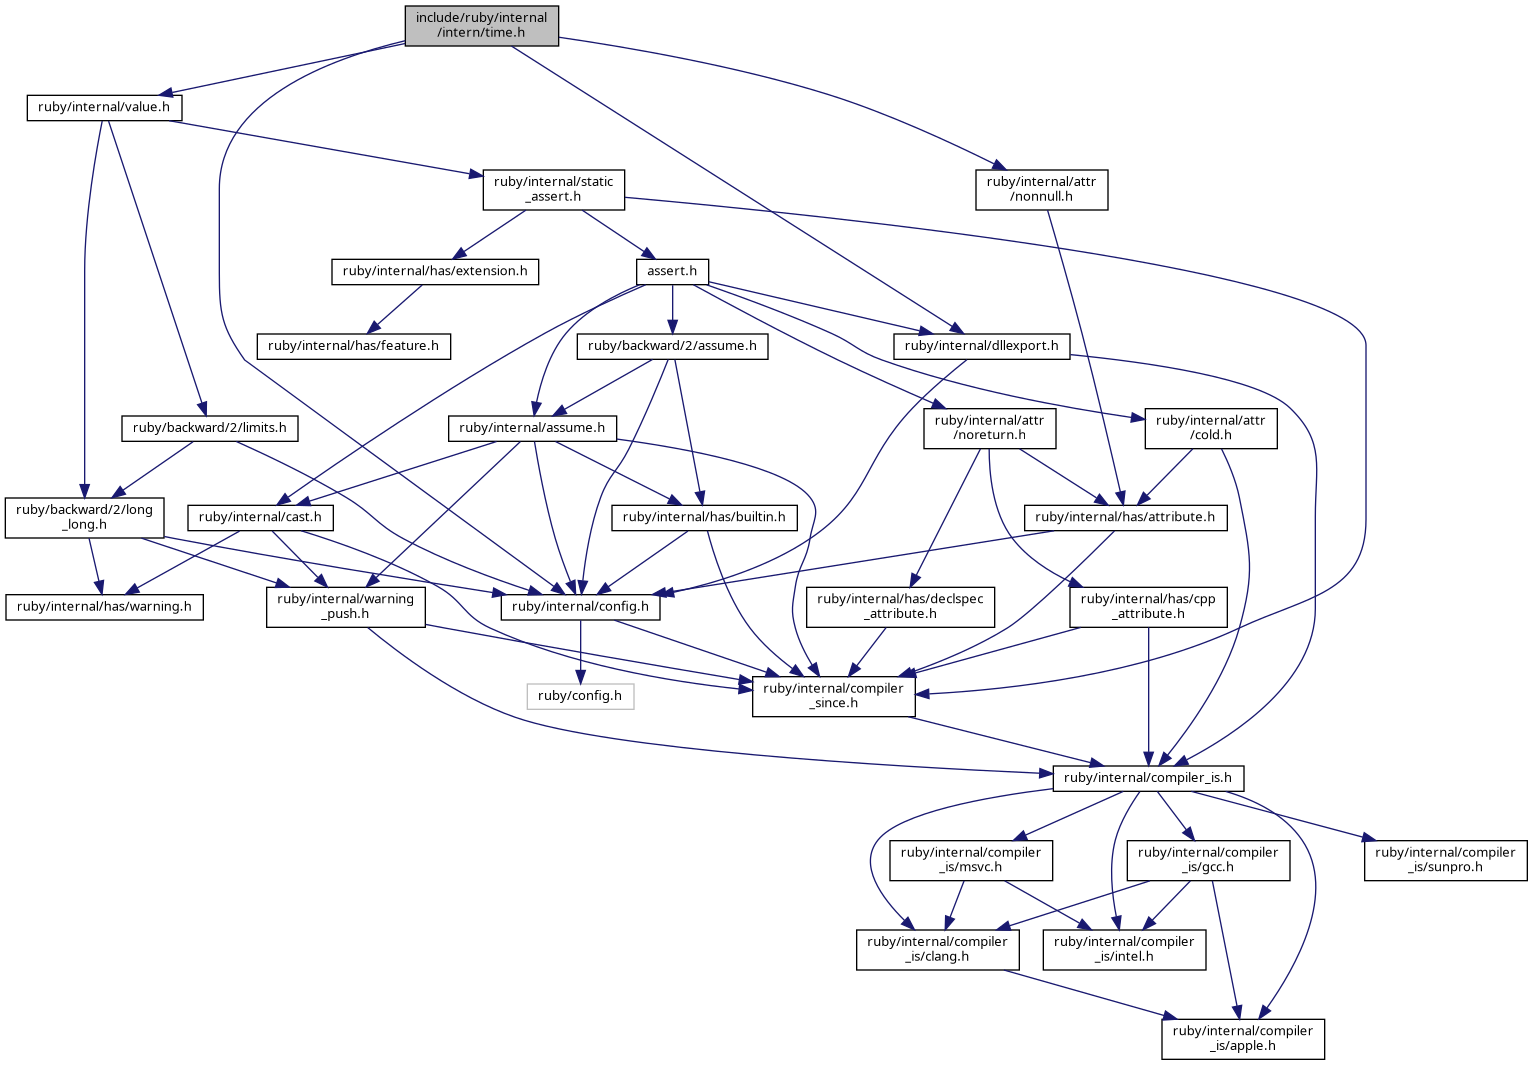 include/ruby/internal
/intern/time.h
ruby/internal/value.h
ruby/internal/static
_assert.h
ruby/internal/attr
/nonnull.h
ruby/internal/has/extension.h
assert.h
ruby/internal/has/feature.h
ruby/backward/2/assume.h
ruby/internal/dllexport.h
ruby/backward/2/limits.h
ruby/internal/assume.h
ruby/internal/attr
/noreturn.h
ruby/internal/attr
/cold.h
ruby/backward/2/long
_long.h
ruby/internal/cast.h
ruby/internal/has/builtin.h
ruby/internal/has/attribute.h
ruby/internal/has/warning.h
ruby/internal/warning
_push.h
ruby/internal/config.h
ruby/internal/has/declspec
_attribute.h
ruby/internal/has/cpp
_attribute.h
ruby/config.h
ruby/internal/compiler
_since.h
ruby/internal/compiler_is.h
ruby/internal/compiler
_is/msvc.h
ruby/internal/compiler
_is/gcc.h
ruby/internal/compiler
_is/sunpro.h
ruby/internal/compiler
_is/clang.h
ruby/internal/compiler
_is/intel.h
ruby/internal/compiler
_is/apple.h